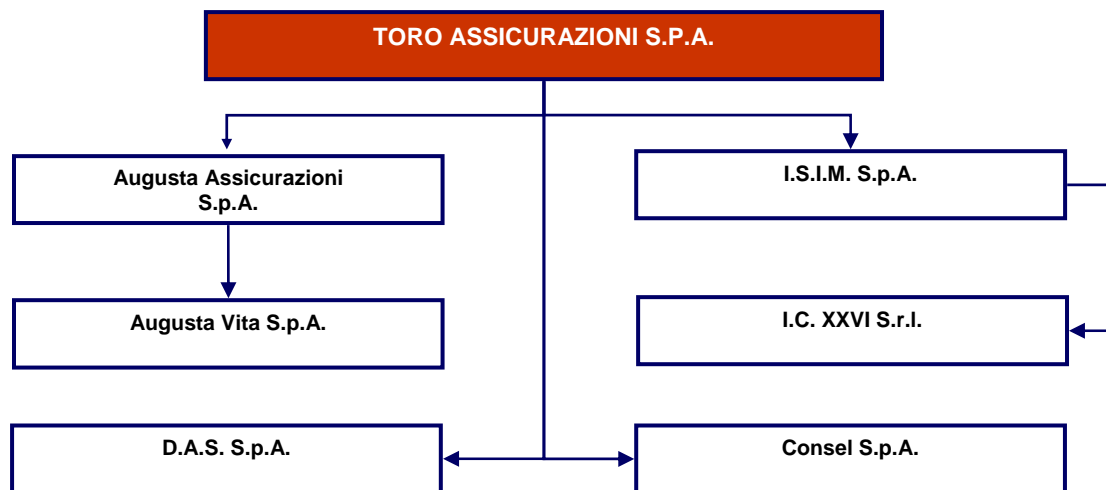 TORO ASSICURAZIONI S.P.A.
Augusta Assicurazioni
S.p.A.
I.S.I.M. S.p.A.
Augusta Vita S.p.A.
I.C. XXVI S.r.l.
D.A.S. S.p.A.
Consel S.p.A.